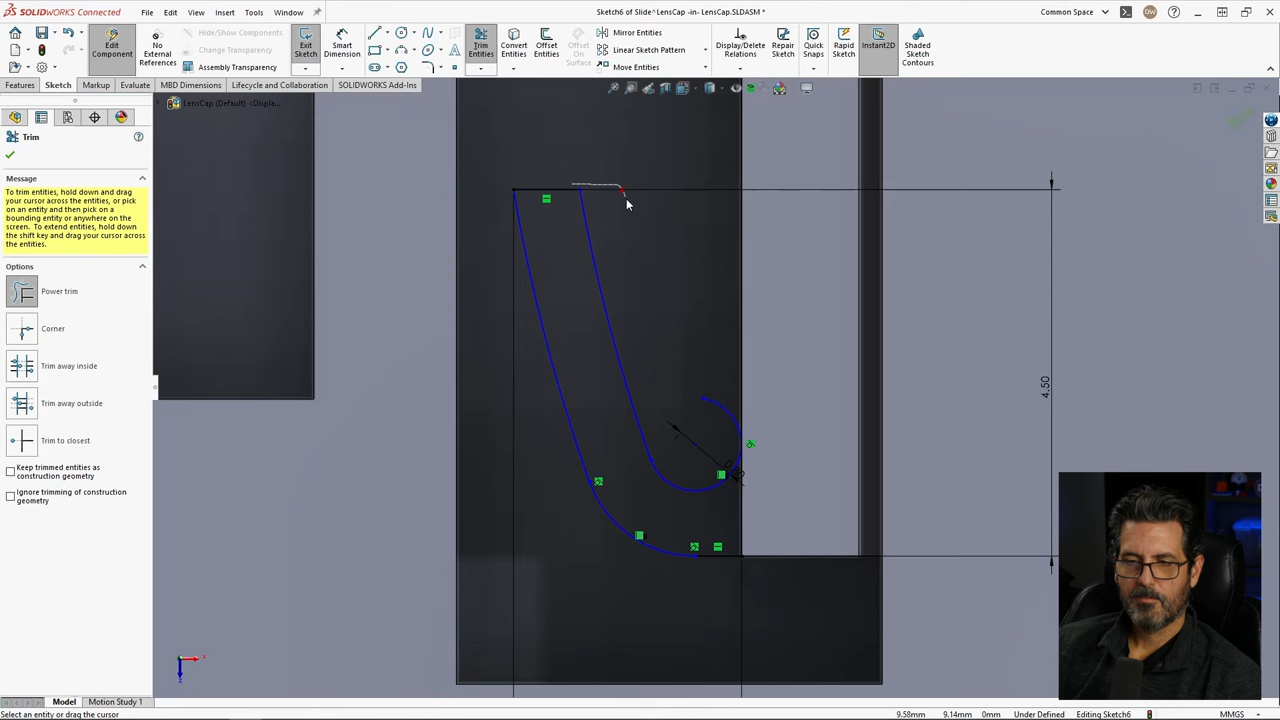 SOLIDWORKS Connected
File
Edit
View
Insert
Tools
Window
Sketch6 of Slide^LensCap -in- LensCap.SLDASM *
Common Space
OW
Edit Component
No External References
Hide/Show Components
Change Transparency
Assembly Transparency
Exit Sketch
Smart Dimension
Trim Entities
Convert Entities
Offset Entities
Offset On Surface
Mirror Entities
Linear Sketch Pattern
Move Entities
Display/Delete Relations
Repair Sketch
Quick Snaps
Rapid Sketch
Instant2D
Shaded Sketch Contours
Features
Sketch
Markup
Evaluate
MBD Dimensions
Lifecycle and Collaboration
SOLIDWORKS Add-Ins
LensCap (Default) <Displa...
Trim
Message
To trim entities, hold down and drag
your cursor across the entities, or pick
on an entity and then pick on a
bounding entity or anywhere on the
screen. To extend entities, hold down
the shift key and drag your cursor across
the entities.
Options
Power trim
Corner
Trim away inside
Trim away outside
Trim to closest
Keep trimmed entities as
construction geometry
Ignore trimming of construction
geometry
4.50
Model
Motion Study 1
Select an entity or drag the cursor
9.58mm
9.14mm
0mm
Under Defined
Editing Sketch6
MMGS